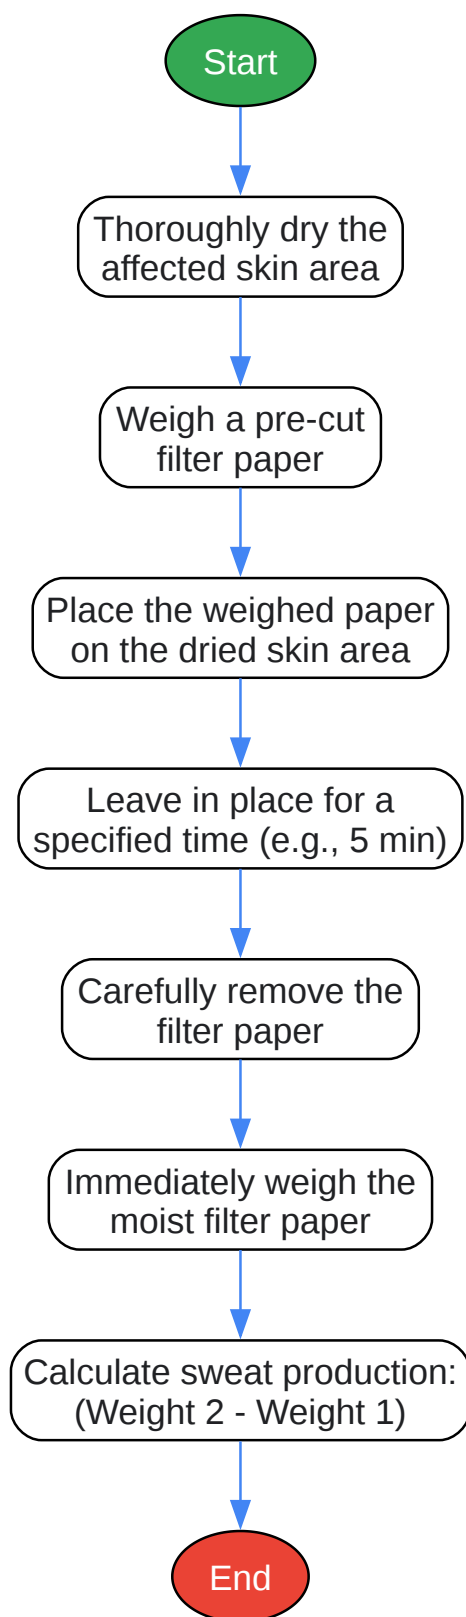 Start
Thoroughly dry the
affected skin area
Weigh a pre-cut
filter paper
Place the weighed paper
on the dried skin area
Leave in place for a
specified time (e.g., 5 min)
Carefully remove the
filter paper
Immediately weigh the
moist filter paper
Calculate sweat production:
(Weight 2 - Weight 1)
End